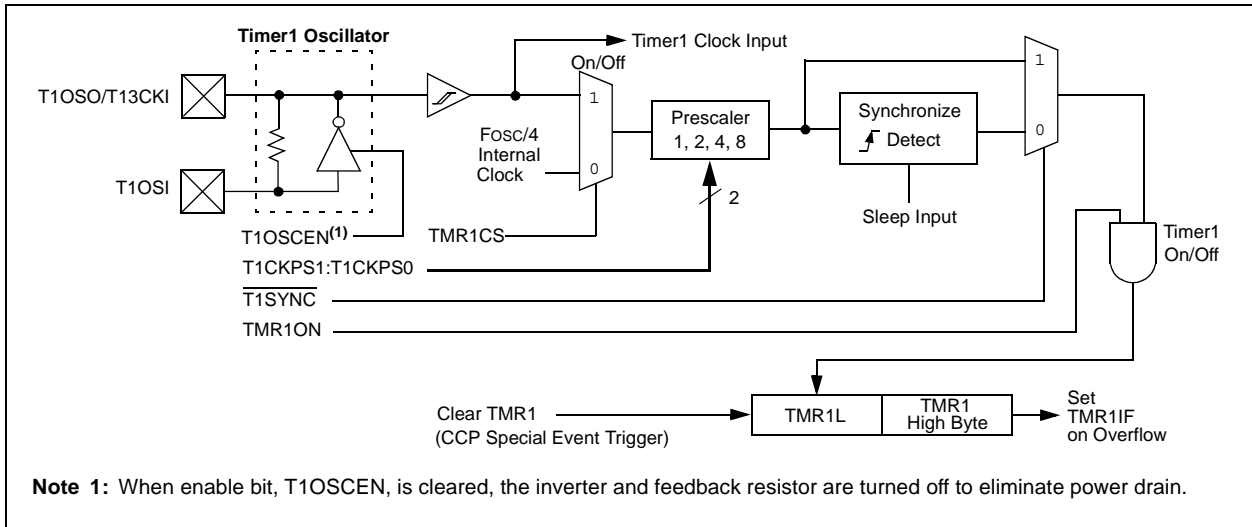 Timer1 Oscillator
Timer1 Clock Input
On/Off
T1OSO/T13CKI
1
1
FOSC/4
Internal
Clock
Prescaler
1, 2, 4, 8
Synchronize
Detect
0
0
T1OSI
2
Sleep Input
T1OSCEN(1)
TMR1CS
Timer1
On/Off
T1CKPS1:T1CKPS0
T1SYNC
TMR1ON
Clear TMR1
(CCP Special Event Trigger)
TMR1L
TMR1
High Byte
Set
TMR1IF
on Overflow
Note 1: When enable bit, T1OSCEN, is cleared, the inverter and feedback resistor are turned off to eliminate power drain.